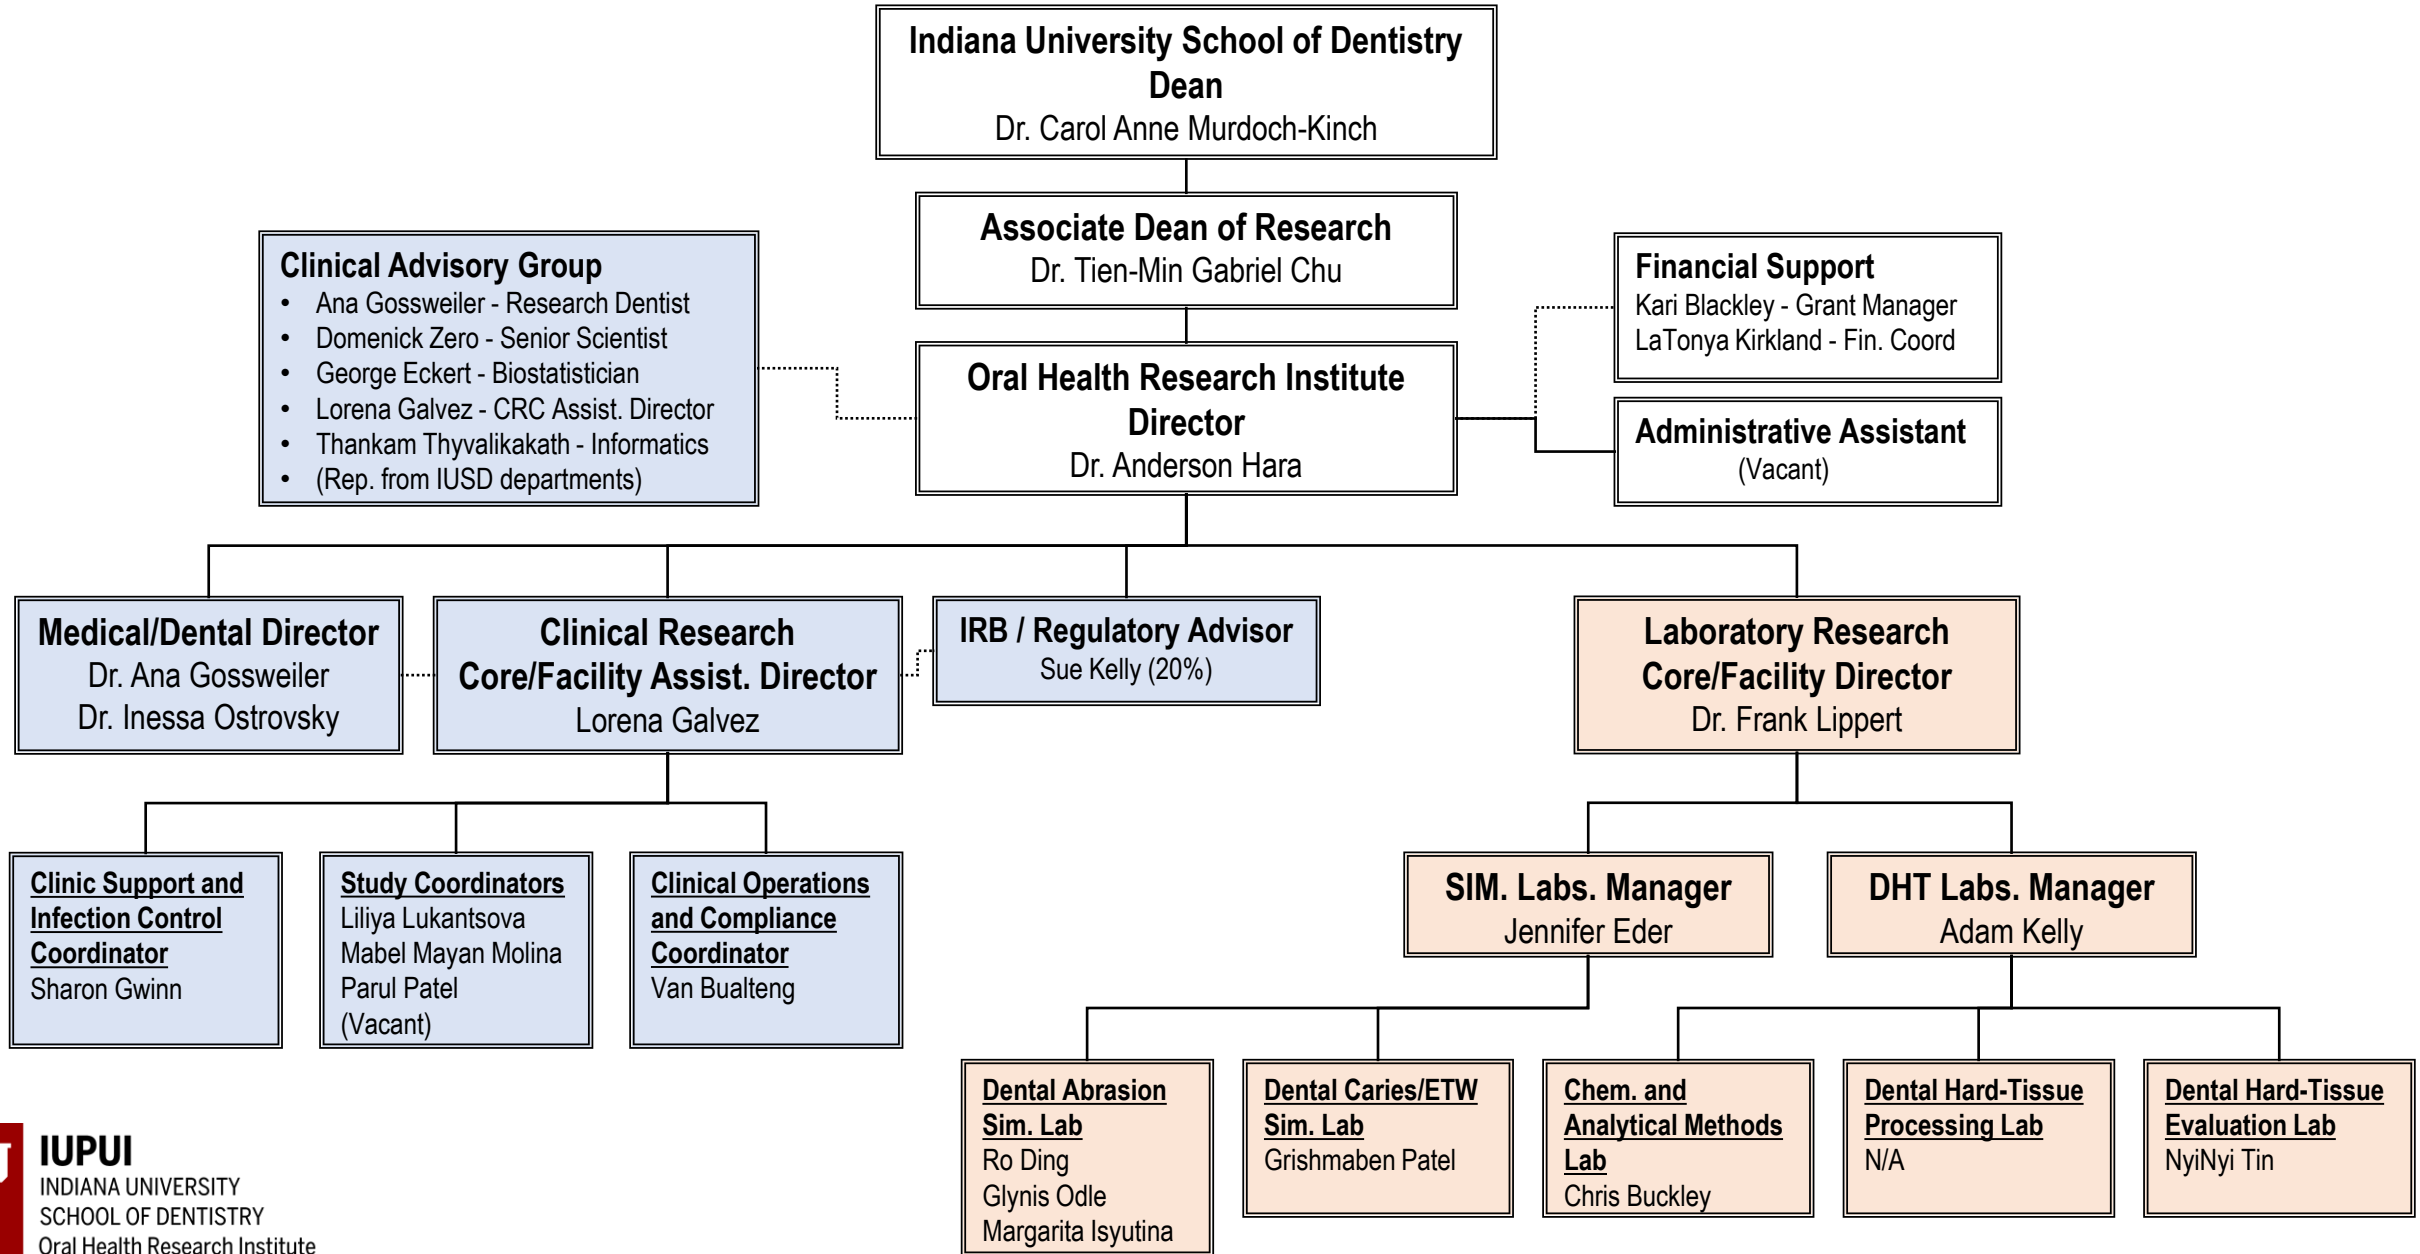 Indiana University School of Dentistry
Dean
Dr. Carol Anne Murdoch-Kinch
Associate Dean of Research
Dr. Tien-Min Gabriel Chu
Clinical Advisory Group
• Ana Gossweiler - Research Dentist
• Domenick Zero - Senior Scientist
• George Eckert - Biostatistician
• Lorena Galvez - CRC Assist. Director
• Thankam Thyvalikakath - Informatics
• (Rep. from IUSD departments)
Oral Health Research Institute
Director
Dr. Anderson Hara
Financial Support
Kari Blackley - Grant Manager
LaTonya Kirkland - Fin. Coord
Administrative Assistant
(Vacant)
Medical/Dental Director
Dr. Ana Gossweiler
Dr. Inessa Ostrovsky
Clinical Research
Core/Facility Assist. Director
Lorena Galvez
IRB / Regulatory Advisor
Sue Kelly (20%)
Laboratory Research
Core/Facility Director
Dr. Frank Lippert
Clinic Support and
Infection Control
Coordinator
Sharon Gwinn
Study Coordinators
Liliya Lukantsova
Mabel Mayan Molina
Parul Patel
(Vacant)
Clinical Operations
and Compliance
Coordinator
Van Bualteng
SIM. Labs. Manager
Jennifer Eder
DHT Labs. Manager
Adam Kelly
Dental Abrasion
Sim. Lab
Ro Ding
Glynis Odle
Margarita Isyutina
Dental Caries/ETW
Sim. Lab
Grishmaben Patel
Chem. and
Analytical Methods
Lab
Chris Buckley
Dental Hard-Tissue
Processing Lab
N/A
Dental Hard-Tissue
Evaluation Lab
NyiNyi Tin
IUPUI
INDIANA UNIVERSITY
SCHOOL OF DENTISTRY
Oral Health Research Institute